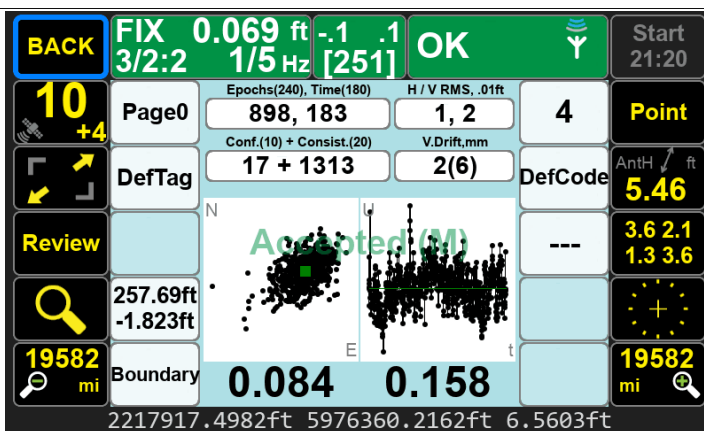 BACK
FIX 0.069 ft
3/2:2 1/5 Hz
-.1 .1
[251]
OK
Start
21:20
10
+4
Page0
Epochs(240), Time(180)
898, 183
H / V RMS, .01ft
1, 2
4
Point
DefTag
Conf.(10) + Consist.(20)
17 + 1313
V.Drift,mm
2(6)
DefCode
AntH ft
5.46
Review
N
U
Accepted (M)
---
3.6 2.1
1.3 3.6
257.69ft
-1.823ft
E
t
19582
mi
Boundary
0.084
0.158
19582
mi
2217917.4982ft 5976360.2162ft 6.5603ft